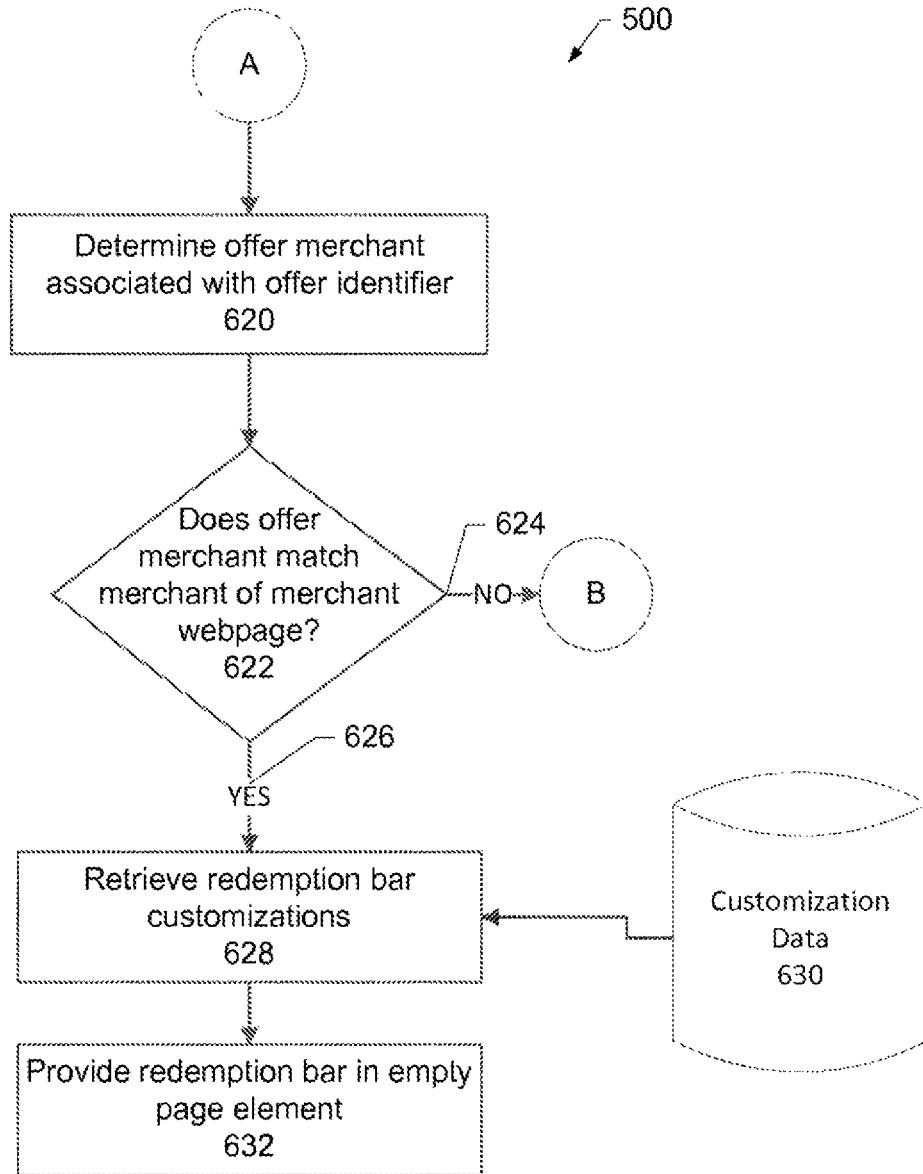 500
A
Determine offer merchant
associated with offer identifier
620
Does offer
merchant match
merchant of merchant
webpage?
622
624
NO
B
626
YES
Retrieve redemption bar
customizations
628
Customization
Data
630
Provide redemption bar in empty
page element
632